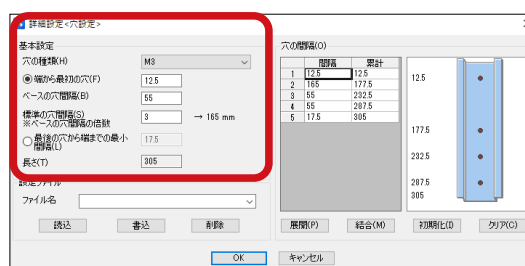 詳細設定<穴設定>
基本設定
穴の種類(H)
M3
端から最初の穴(F)
12.5
ベースの穴間隔(B)
55
標準の穴間隔(S)
※ベースの穴間隔の倍数
3
→ 165 mm
最後の穴から端までの最小
間隔(L)
17.5
長さ(T)
305
設定ファイル
ファイル名
読込
書込
削除
穴の間隔(O)
間隔 累計
1 12.5 12.5
2 165 177.5
3 55 232.5
4 55 287.5
5 17.5 305
12.5
177.5
232.5
287.5
305
展開(P)
結合(M)
初期化(I)
クリア(C)
OK
キャンセル